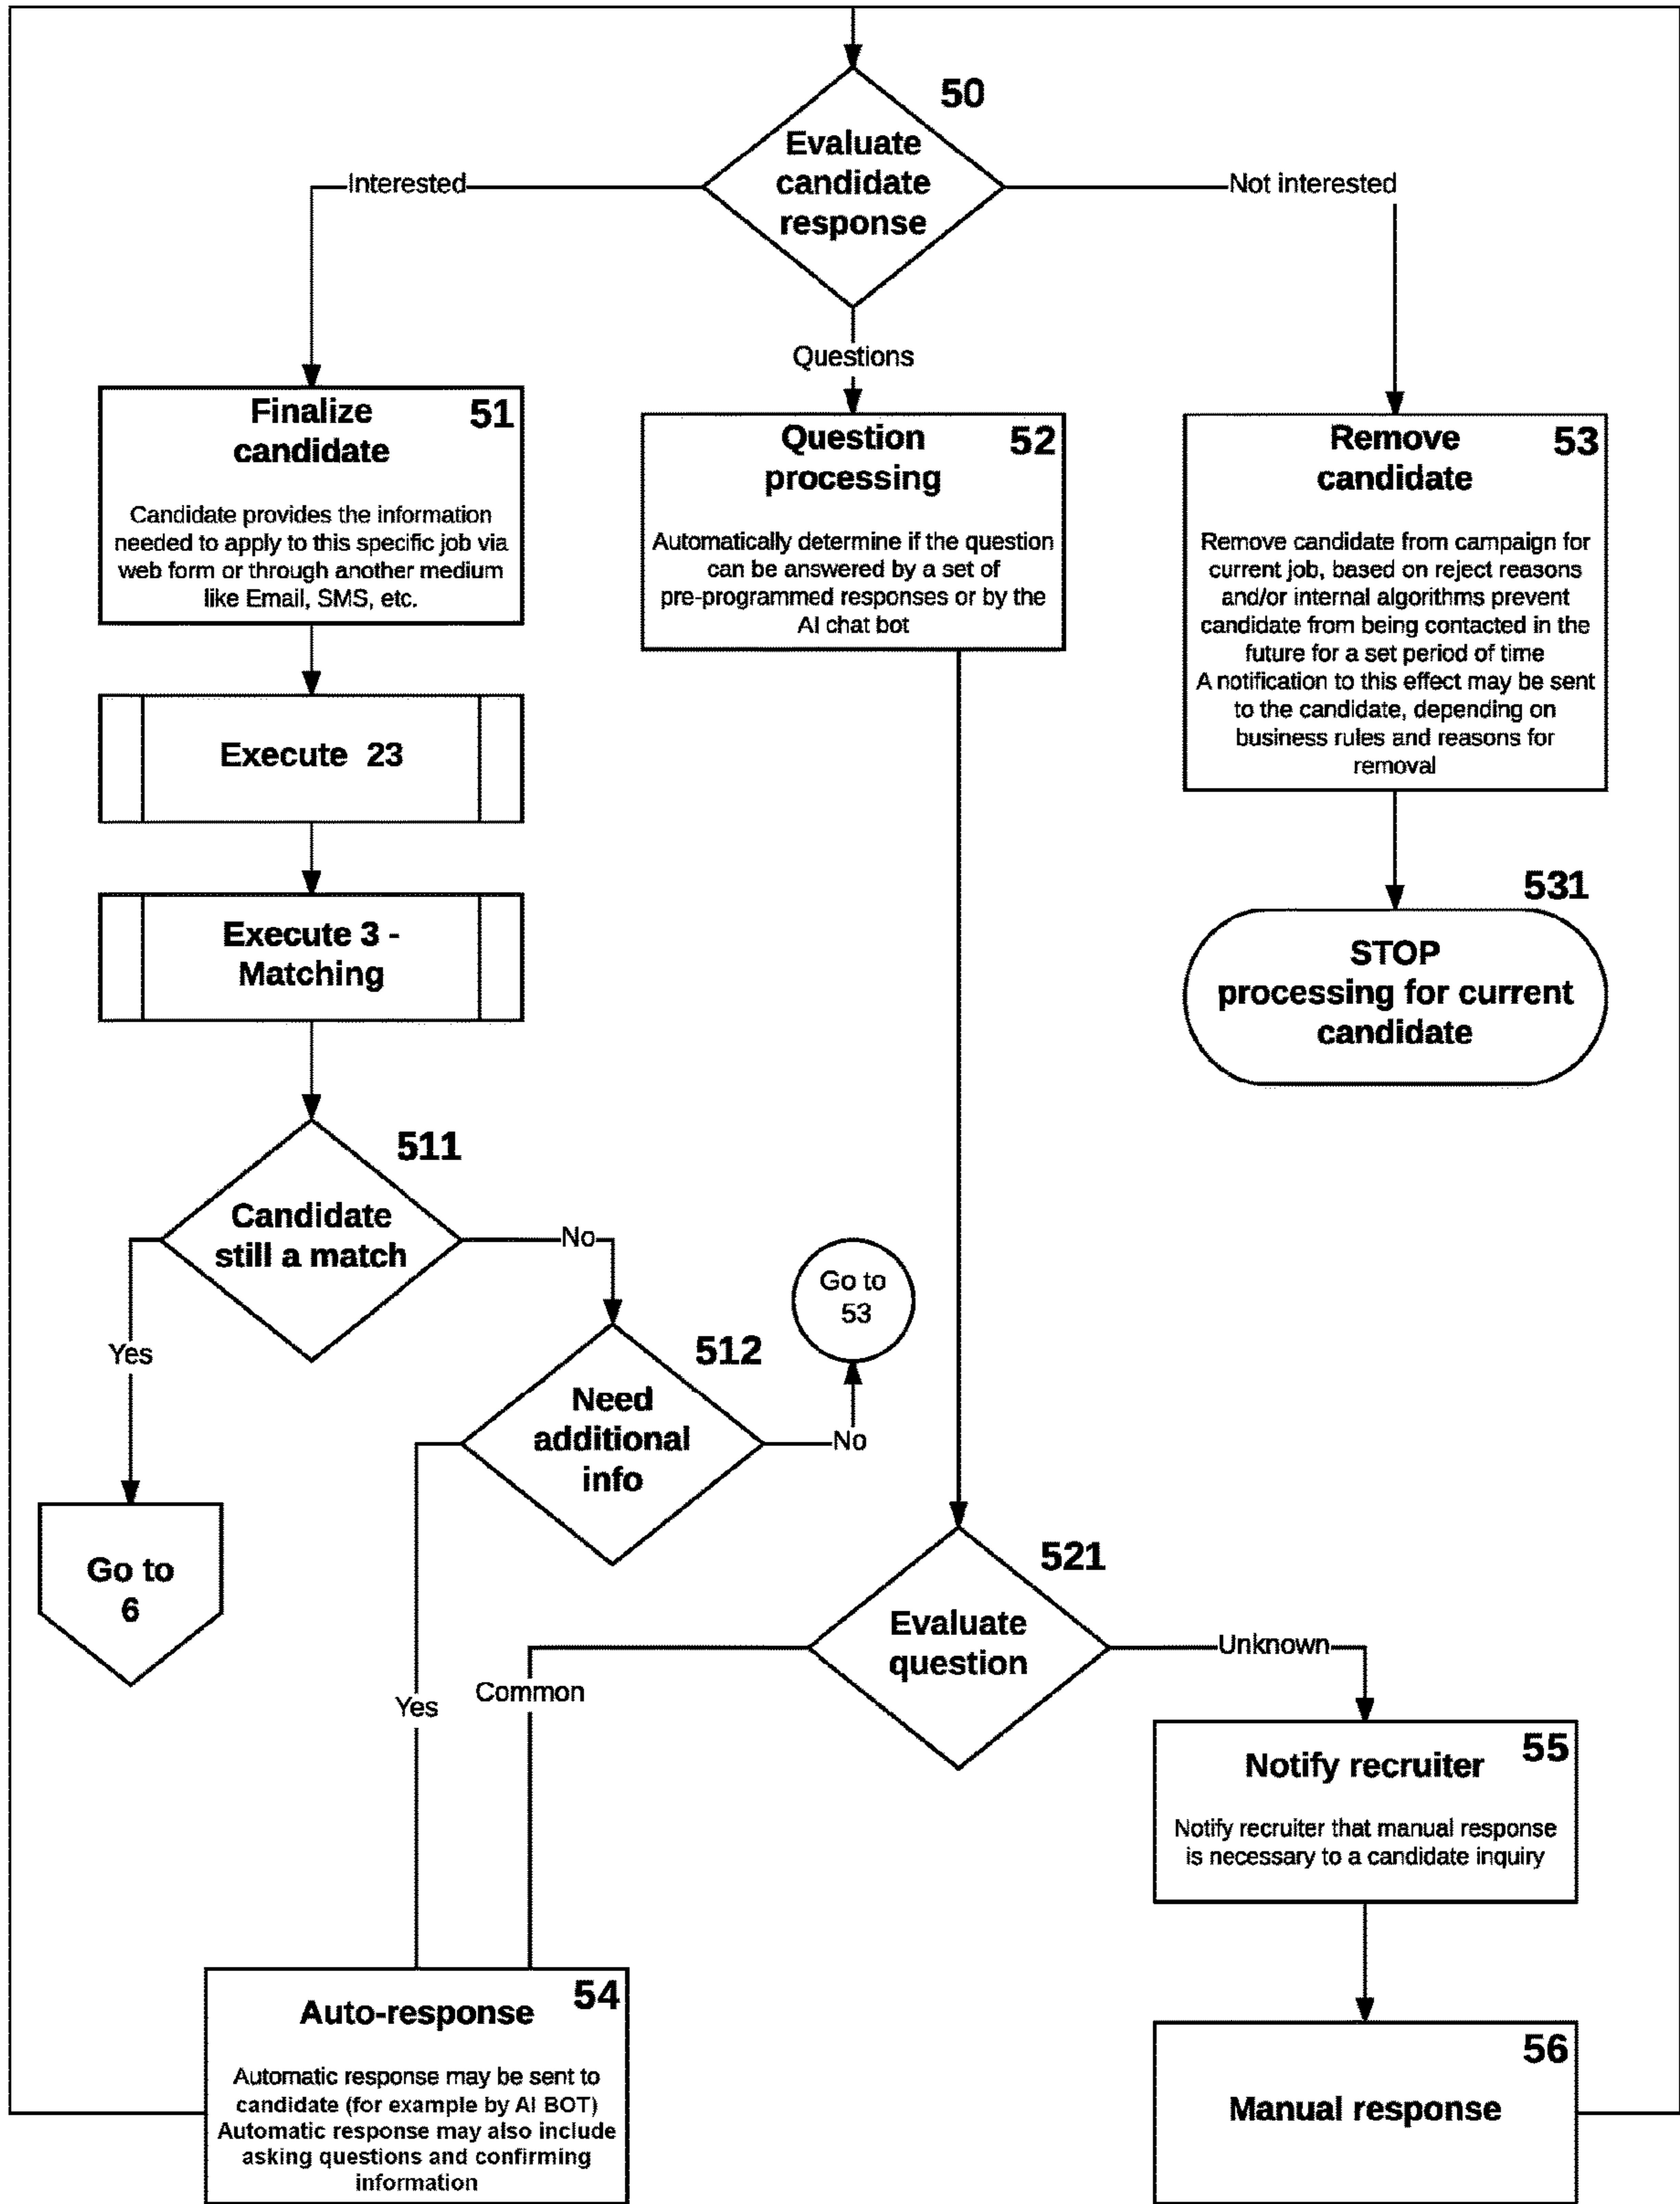 50
Evaluate
candidate
response
Interested
Not interested
Questions
Finalize
candidate
51
Candidate provides the information
needed to apply to this specific job via
web form or through another medium
like Email, SMS, etc.
Question
processing
52
Automatically determine if the question
can be answered by a set of
pre-programmed responses or by the
AI chat bot
Remove
candidate
53
Remove candidate from campaign for
current job, based on reject reasons
and/or internal algorithms prevent
candidate from being contacted in the
future for a set period of time
A notification to this effect may be sent
to the candidate, depending on
business rules and reasons for
removal
Execute 23
Execute 3 -
Matching
531
STOP
processing for current
candidate
511
Candidate
still a match
No
Yes
Go to
53
512
Need
additional
info
No
Go to
6
521
Evaluate
question
Unknown
Yes
Common
Notify recruiter
55
Notify recruiter that manual response
is necessary to a candidate inquiry
Auto-response
54
Automatic response may be sent to
candidate (for example by AI BOT)
Automatic response may also include
asking questions and confirming
information
56
Manual response